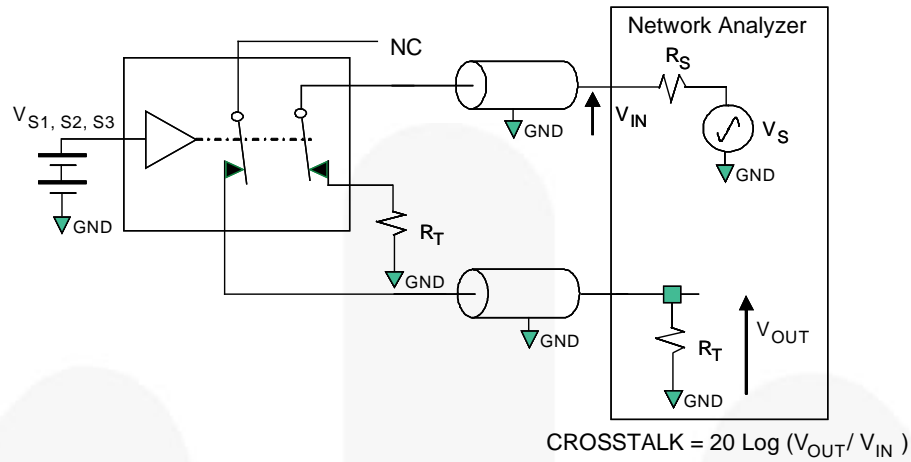 Network Analyzer
NC
R_S
V_S1, S2, S3
GND
V_IN
V_S
GND
GND
R_T
GND
GND
R_T
V_OUT
GND
CROSSTALK = 20 Log (V_OUT/ V_IN )